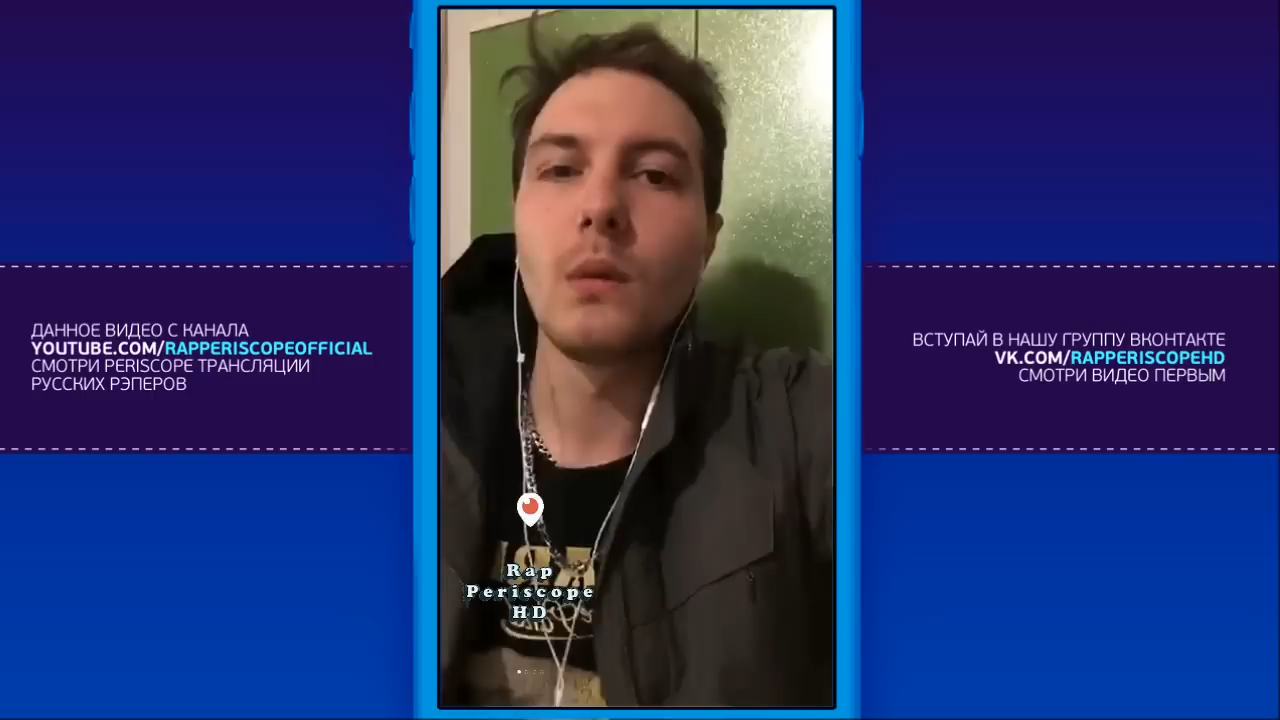 ДАННОЕ ВИДЕО С КАНАЛА
YOUTUBE.COM/RAPPERISCOPEOFFICIAL
СМОТРИ PERISCOPE ТРАНСЛЯЦИИ
РУССКИХ РЭПЕРОВ
ВСТУПАЙ В НАШУ ГРУППУ ВКОНТАКТЕ
VK.COM/RAPPERISCOPEHD
СМОТРИ ВИДЕО ПЕРВЫМ
Rap
Periscope
HD